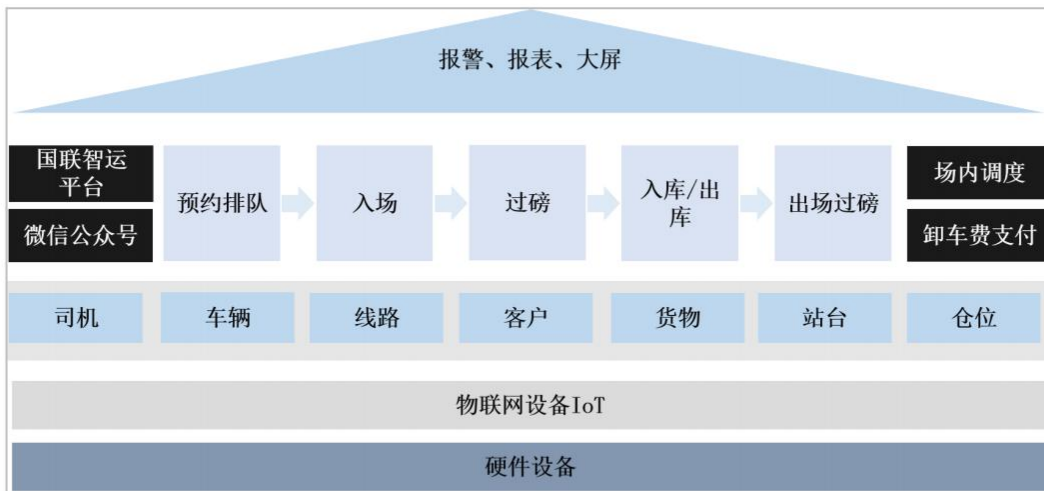 报警、报表、大屏
国联智运
平台
微信公众号
预约排队
入场
过磅
入库/出
库
出场过磅
场内调度
卸车费支付
司机
车辆
线路
客户
货物
站台
仓位
物联网设备IoT
硬件设备